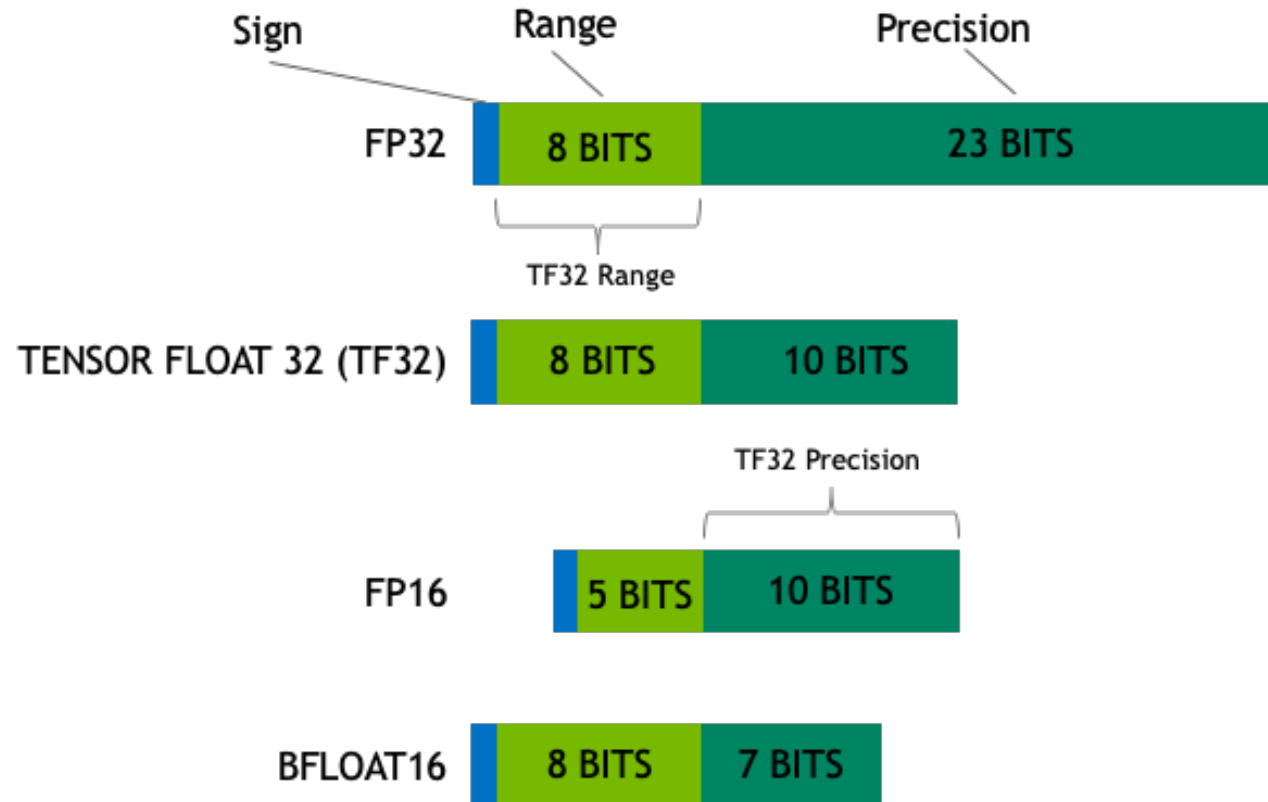 Sign
Range
Precision
FP32
8 BITS
23 BITS
TF32 Range
TENSOR FLOAT 32 (TF32)
8 BITS
10 BITS
TF32 Precision
FP16
5 BITS
10 BITS
BFLOAT16
8 BITS
7 BITS